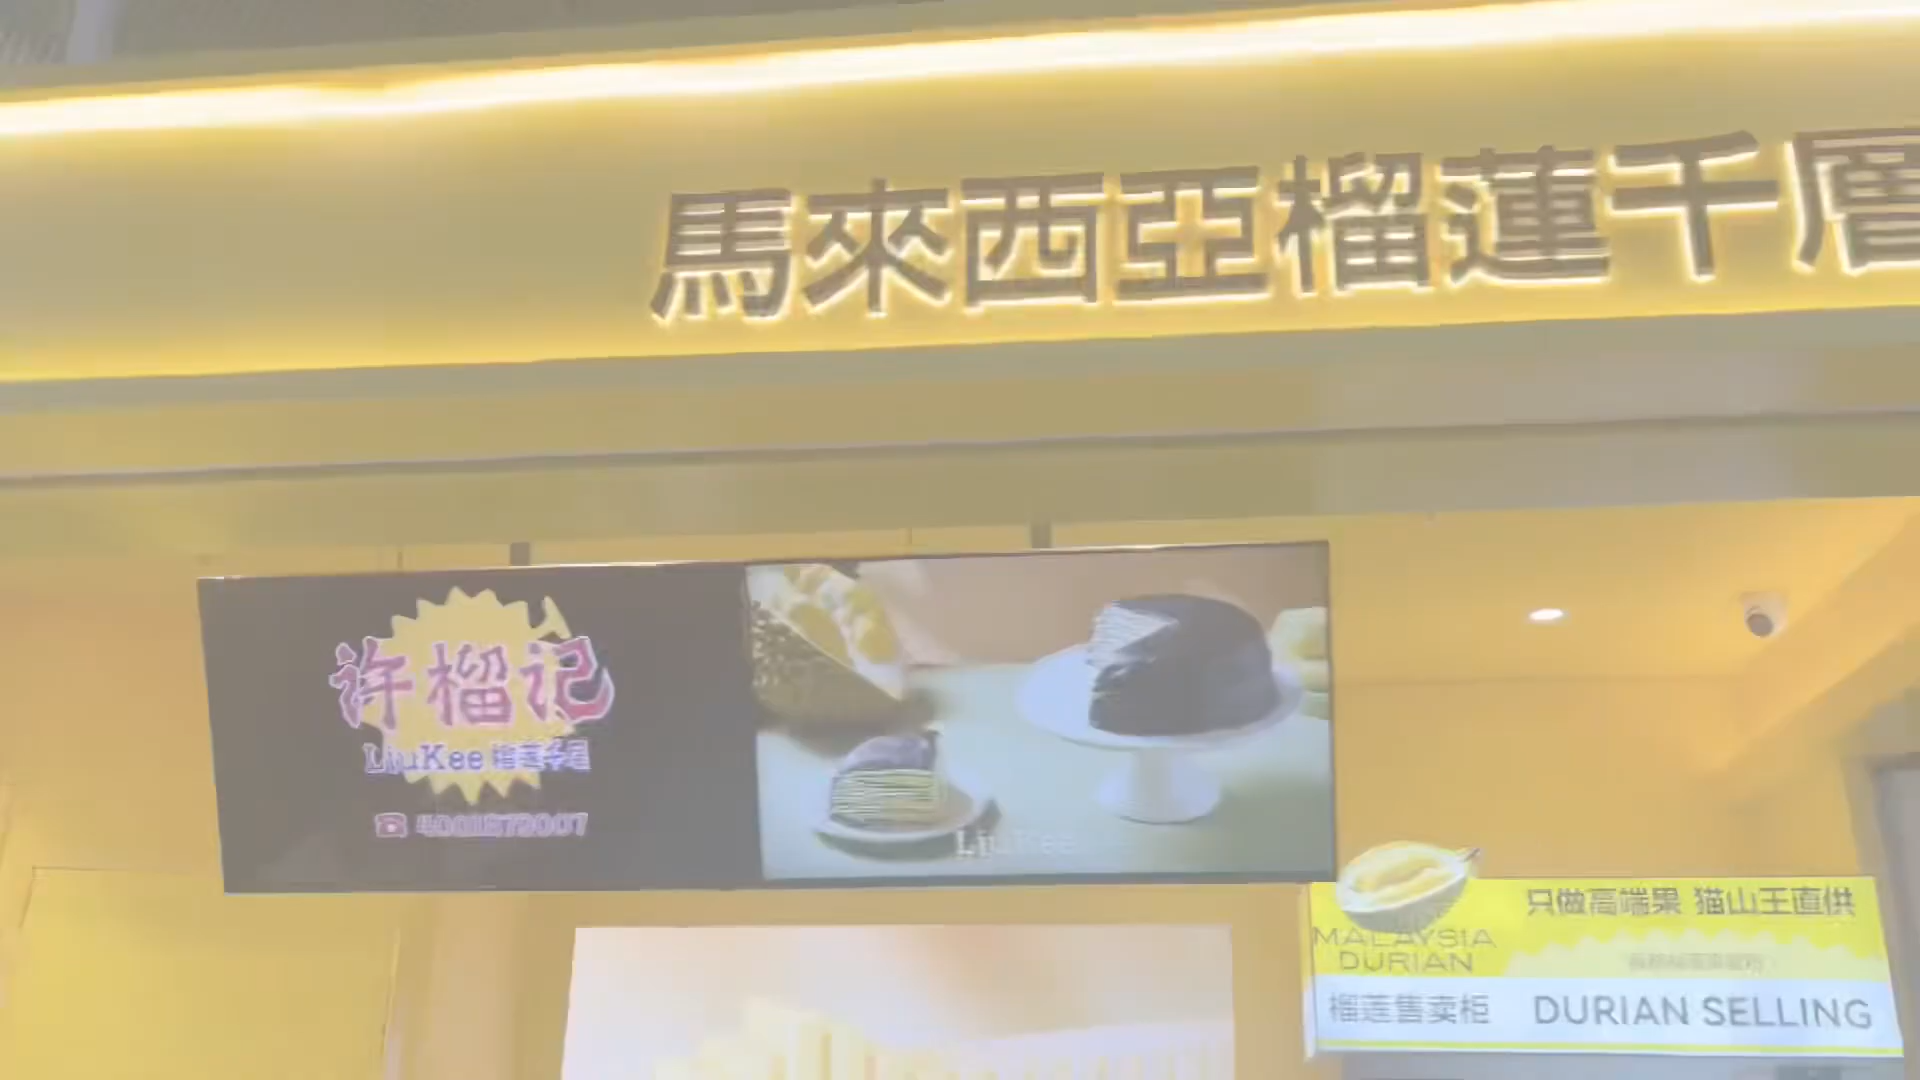 馬來西亞榴蓮千層
许榴记
LiuKee 榴莲千层
LiuKee
只做高端果 猫山王直供
MALAYSIA
DURIAN
榴莲售卖柜 DURIAN SELLING